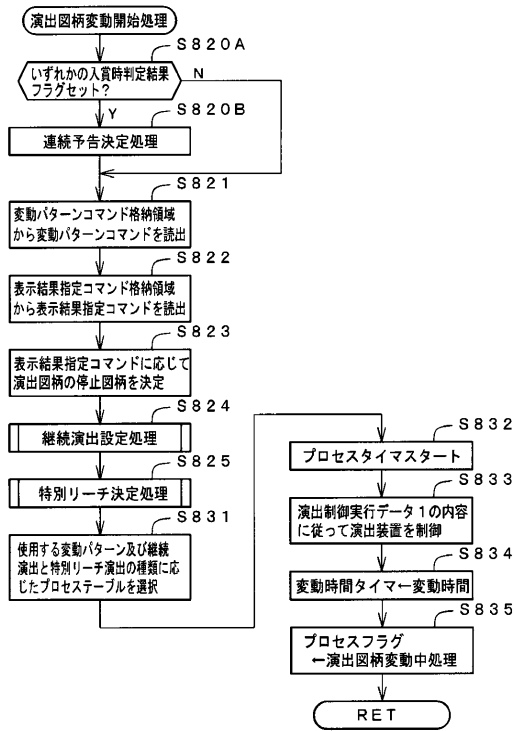 演出図柄変動開始処理
S820A
いずれかの入賞時判定結果
フラグセット?
N
Y
S820B
連続予告決定処理
S821
変動パターンコマンド格納領域
から変動パターンコマンドを読出
S822
表示結果指定コマンド格納領域
から表示結果指定コマンドを読出
S823
表示結果指定コマンドに応じて
演出図柄の停止図柄を決定
S824
継続演出設定処理
S825
特別リーチ決定処理
S831
使用する変動パターン及び継続
演出と特別リーチ演出の種類に応
じたプロセステーブルを選択
S832
プロセスタイマスタート
S833
演出制御実行データ1の内容
に従って演出装置を制御
S834
変動時間タイマ←変動時間
S835
プロセスフラグ
←演出図柄変動中処理
RET